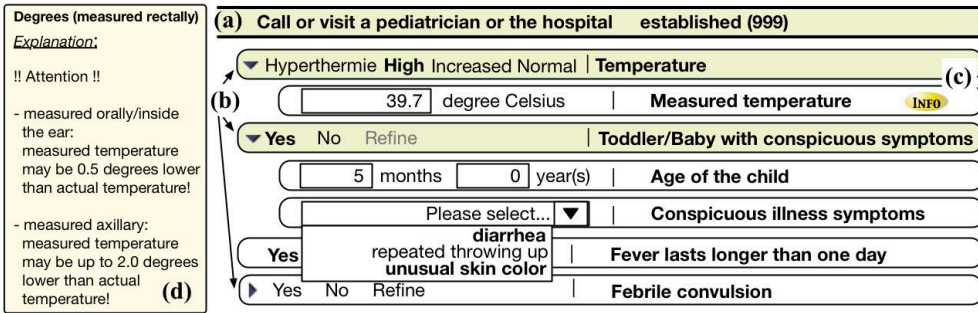 Degrees (measured rectally)
Explanation:
!! Attention !!
- measured orally/inside
the ear:
measured temperature
may be 0.5 degrees lower
than actual temperature!
- measured axillary:
measured temperature
may be up to 2.0 degrees
lower than actual
temperature!
(d)
(a) Call or visit a pediatrician or the hospital established (999)
Hyperthermie High Increased Normal | Temperature
(c)
(b)
39.7 degree Celsius | Measured temperature INFO
Yes No Refine | Toddler/Baby with conspicuous symptoms
5 months 0 year(s) | Age of the child
Please select... | Conspicuous illness symptoms
diarrhea
repeated throwing up
unusual skin color
Yes | Fever lasts longer than one day
Yes No Refine | Febrile convulsion